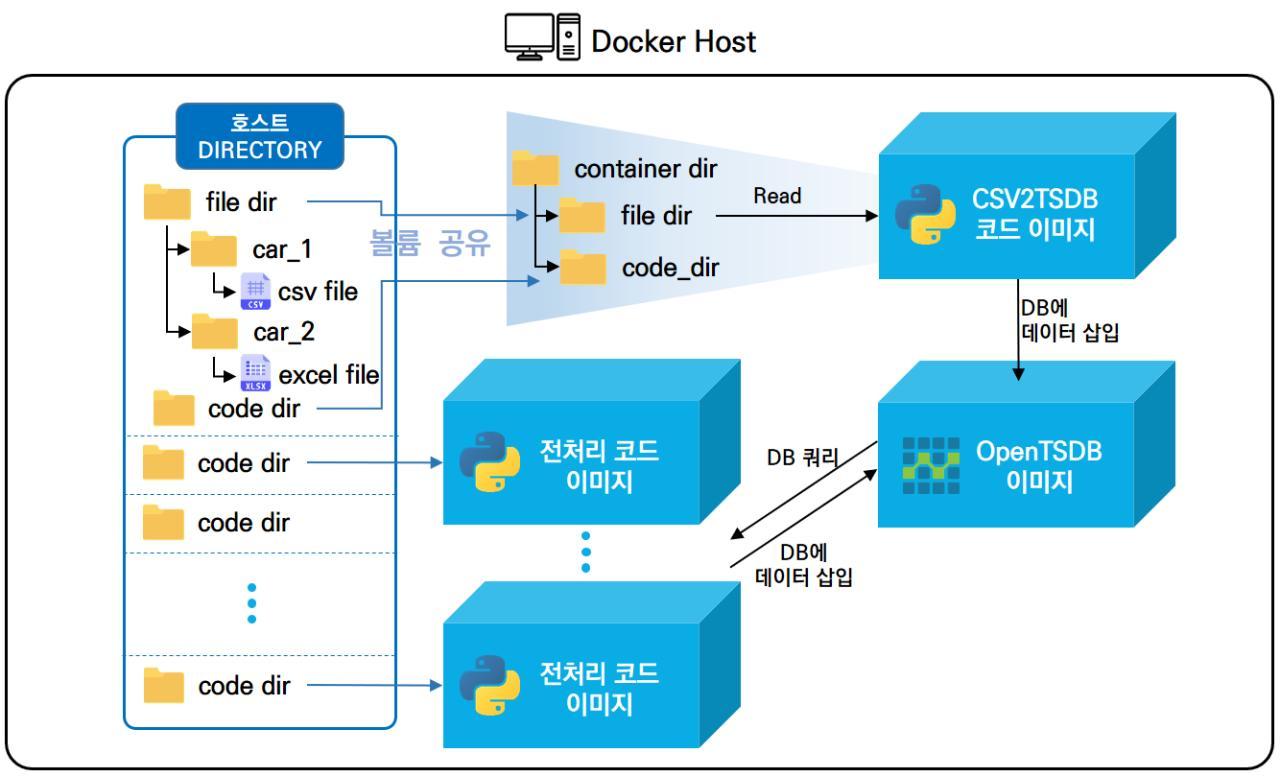 Docker Host
호스트
DIRECTORY
file dir
car_1
CSV
csv file
car_2
XLSX
excel file
code dir
code dir
code dir
code dir
볼륨 공유
container dir
file dir
code_dir
Read
CSV2TSDB
코드 이미지
DB에
데이터 삽입
OpenTSDB
이미지
DB 쿼리
DB에
데이터 삽입
전처리 코드
이미지
전처리 코드
이미지